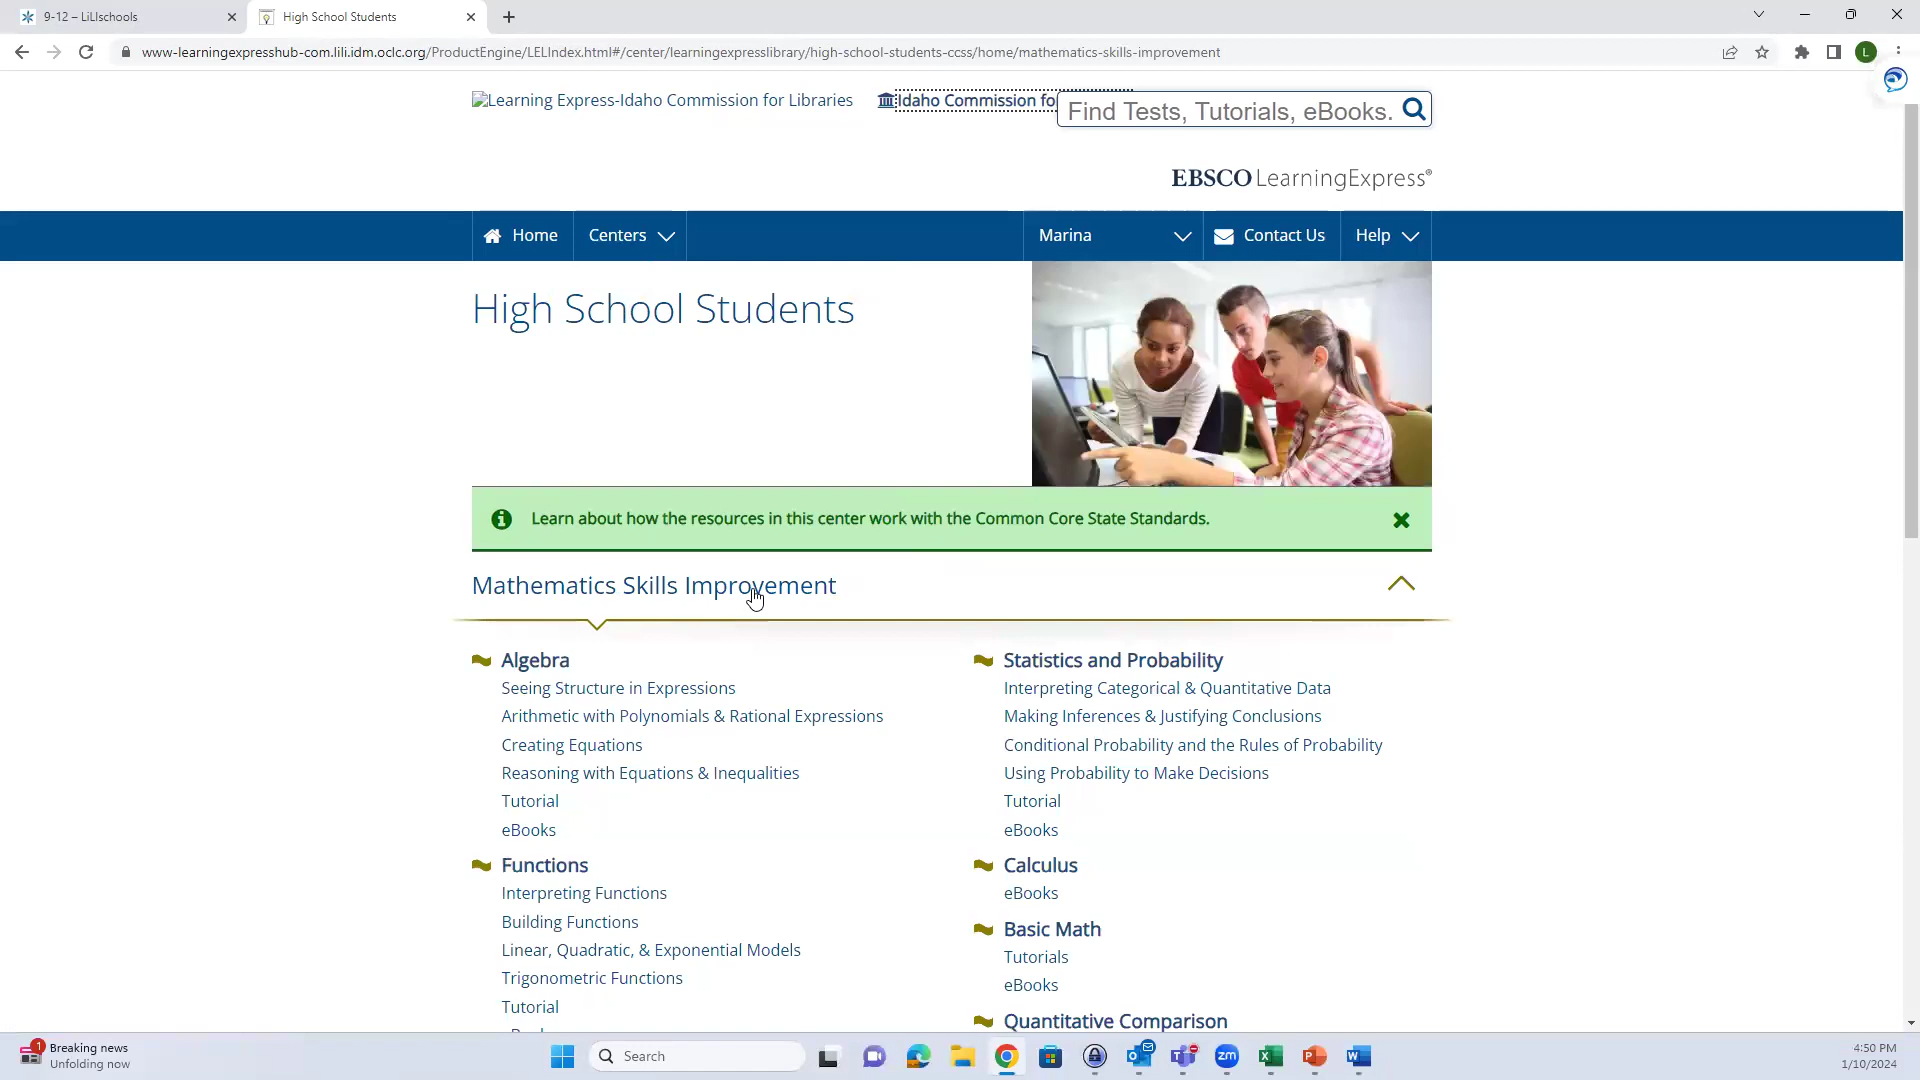 9-12 – LiLIschools
High School Students
www-learningexpresshub-com.lili.idm.oclc.org/ProductEngine/LELIndex.html#/center/learningexpresslibrary/high-school-students-ccss/home/mathematics-skills-improvement
L
Learning Express-Idaho Commission for Libraries
Idaho Commission fo
Find Tests, Tutorials, eBooks.
EBSCO LearningExpress®
Home
Centers
Marina
Contact Us
Help
High School Students
Learn about how the resources in this center work with the Common Core State Standards.
Mathematics Skills Improvement
Algebra
Seeing Structure in Expressions
Arithmetic with Polynomials & Rational Expressions
Creating Equations
Reasoning with Equations & Inequalities
Tutorial
eBooks
Functions
Interpreting Functions
Building Functions
Linear, Quadratic, & Exponential Models
Trigonometric Functions
Tutorial
Statistics and Probability
Interpreting Categorical & Quantitative Data
Making Inferences & Justifying Conclusions
Conditional Probability and the Rules of Probability
Using Probability to Make Decisions
Tutorial
eBooks
Calculus
eBooks
Basic Math
Tutorials
eBooks
Quantitative Comparison
1
Breaking news
Unfolding now
Search
zm
4:50 PM
1/10/2024